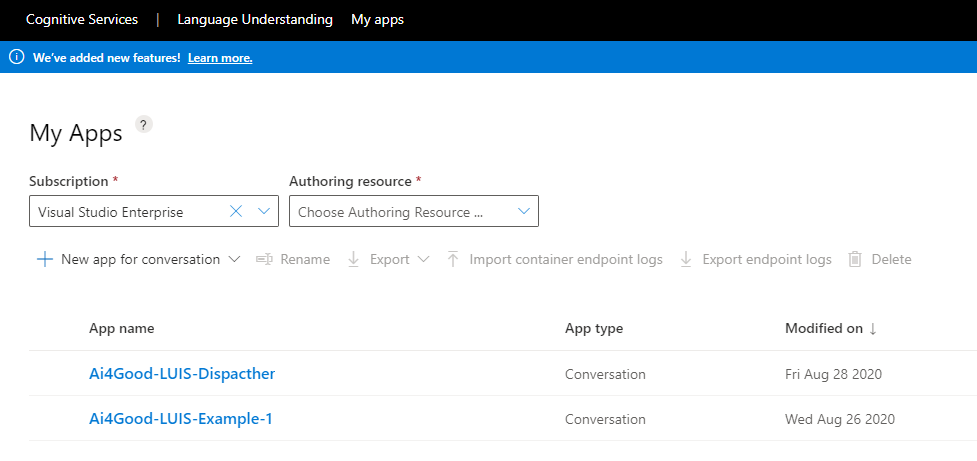 Cognitive Services | Language Understanding My apps
We've added new features! Learn more.
My Apps ?
Subscription * Authoring resource *
Visual Studio Enterprise Choose Authoring Resource ...
New app for conversation Rename Export Import container endpoint logs Export endpoint logs Delete
App name App type Modified on ↓
Ai4Good-LUIS-Dispacther Conversation Fri Aug 28 2020
Ai4Good-LUIS-Example-1 Conversation Wed Aug 26 2020